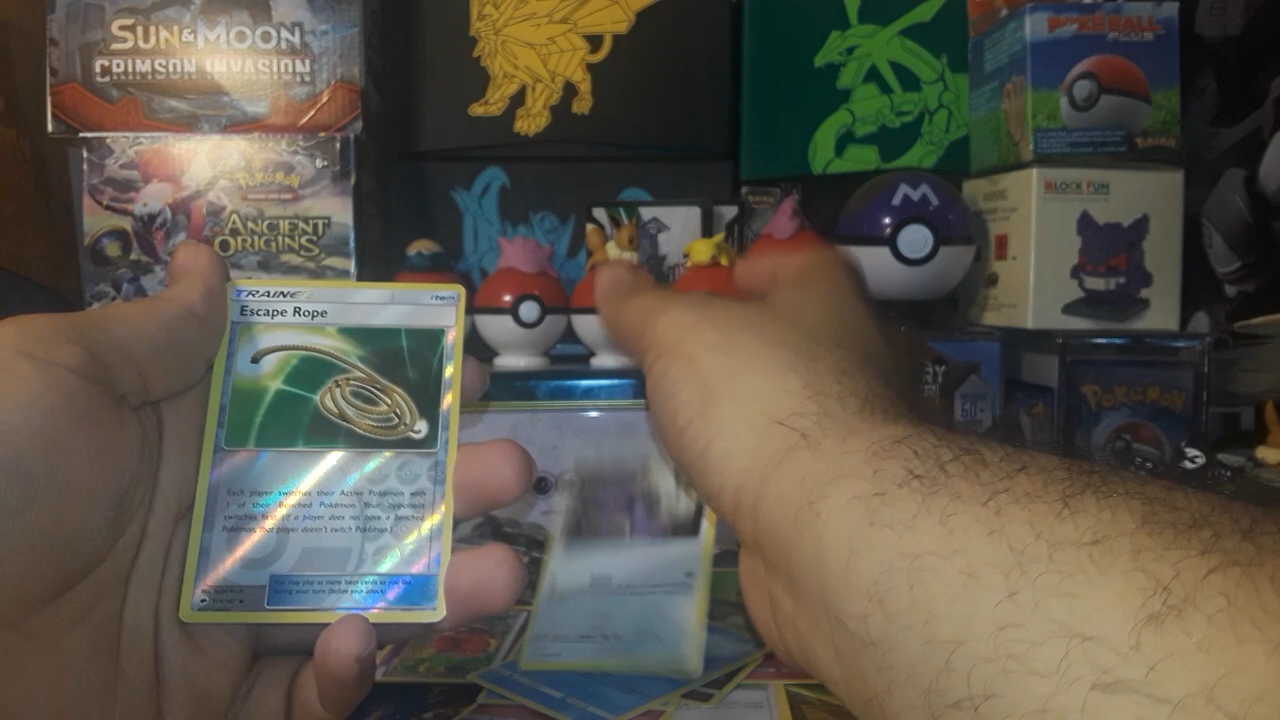 SUN & MOON
CRIMSON INVASION
POKÉ BALL
PLUS
6+
POKÉMON
ANCIENT
ORIGINS
M
BLOCK FUN
TRAINER
Item
Escape Rope
Each player switches their Active Pokémon with
1 of their Benched Pokémon. Your opponent
switches first. (If a player does not have a Benched
Pokémon, that player doesn't switch Pokémon.)
You may play as many Item cards as you like
during your turn (before your attack).
60
POKÉMON